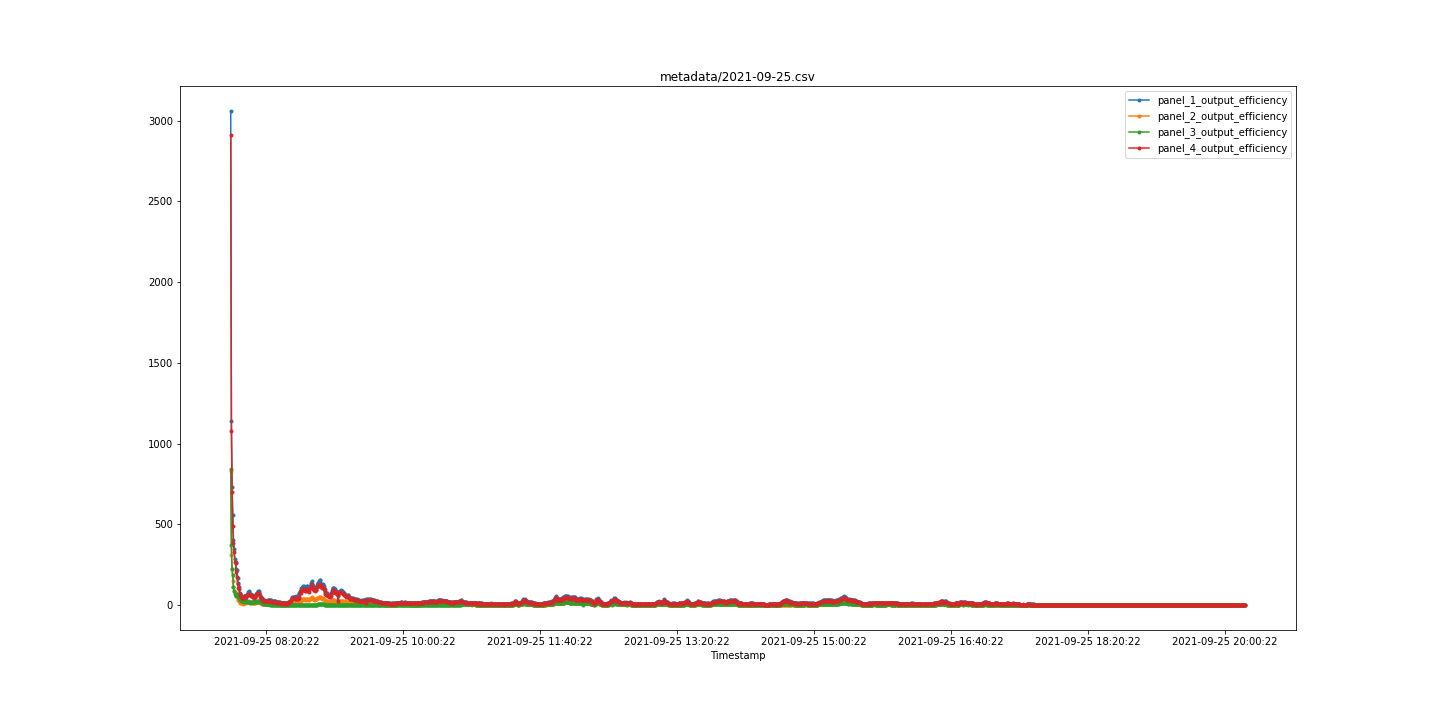 metadata/2021-09-25.csv
panel_1_output_efficiency
panel_2_output_efficiency
panel_3_output_efficiency
panel_4_output_efficiency
3000
2500
2000
1500
1000
500
0
2021-09-25 08:20:22 2021-09-25 10:00:22 2021-09-25 11:40:22 2021-09-25 13:20:22 2021-09-25 15:00:22 2021-09-25 16:40:22 2021-09-25 18:20:22 2021-09-25 20:00:22
Timestamp